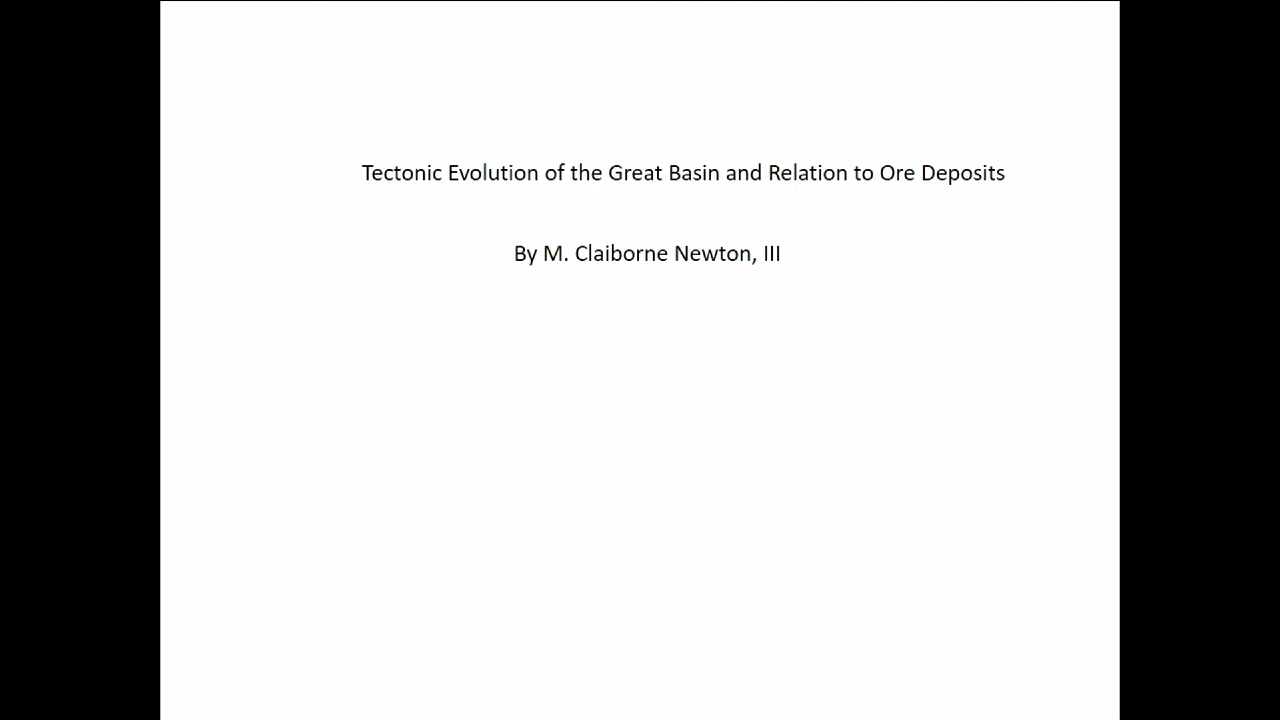 Tectonic Evolution of the Great Basin and Relation to Ore Deposits
By M. Claiborne Newton, III